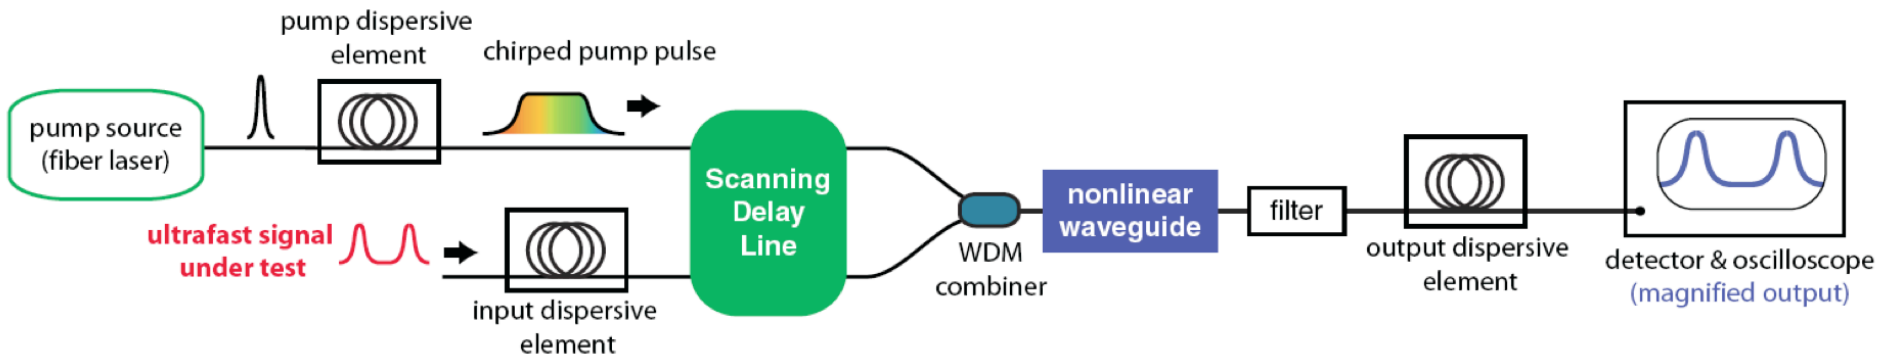 pump source
(fiber laser)
pump dispersive
element
chirped pump pulse
ultrafast signal
under test
input dispersive
element
Scanning
Delay
Line
WDM
combiner
nonlinear
waveguide
filter
output dispersive
element
detector & oscilloscope
(magnified output)